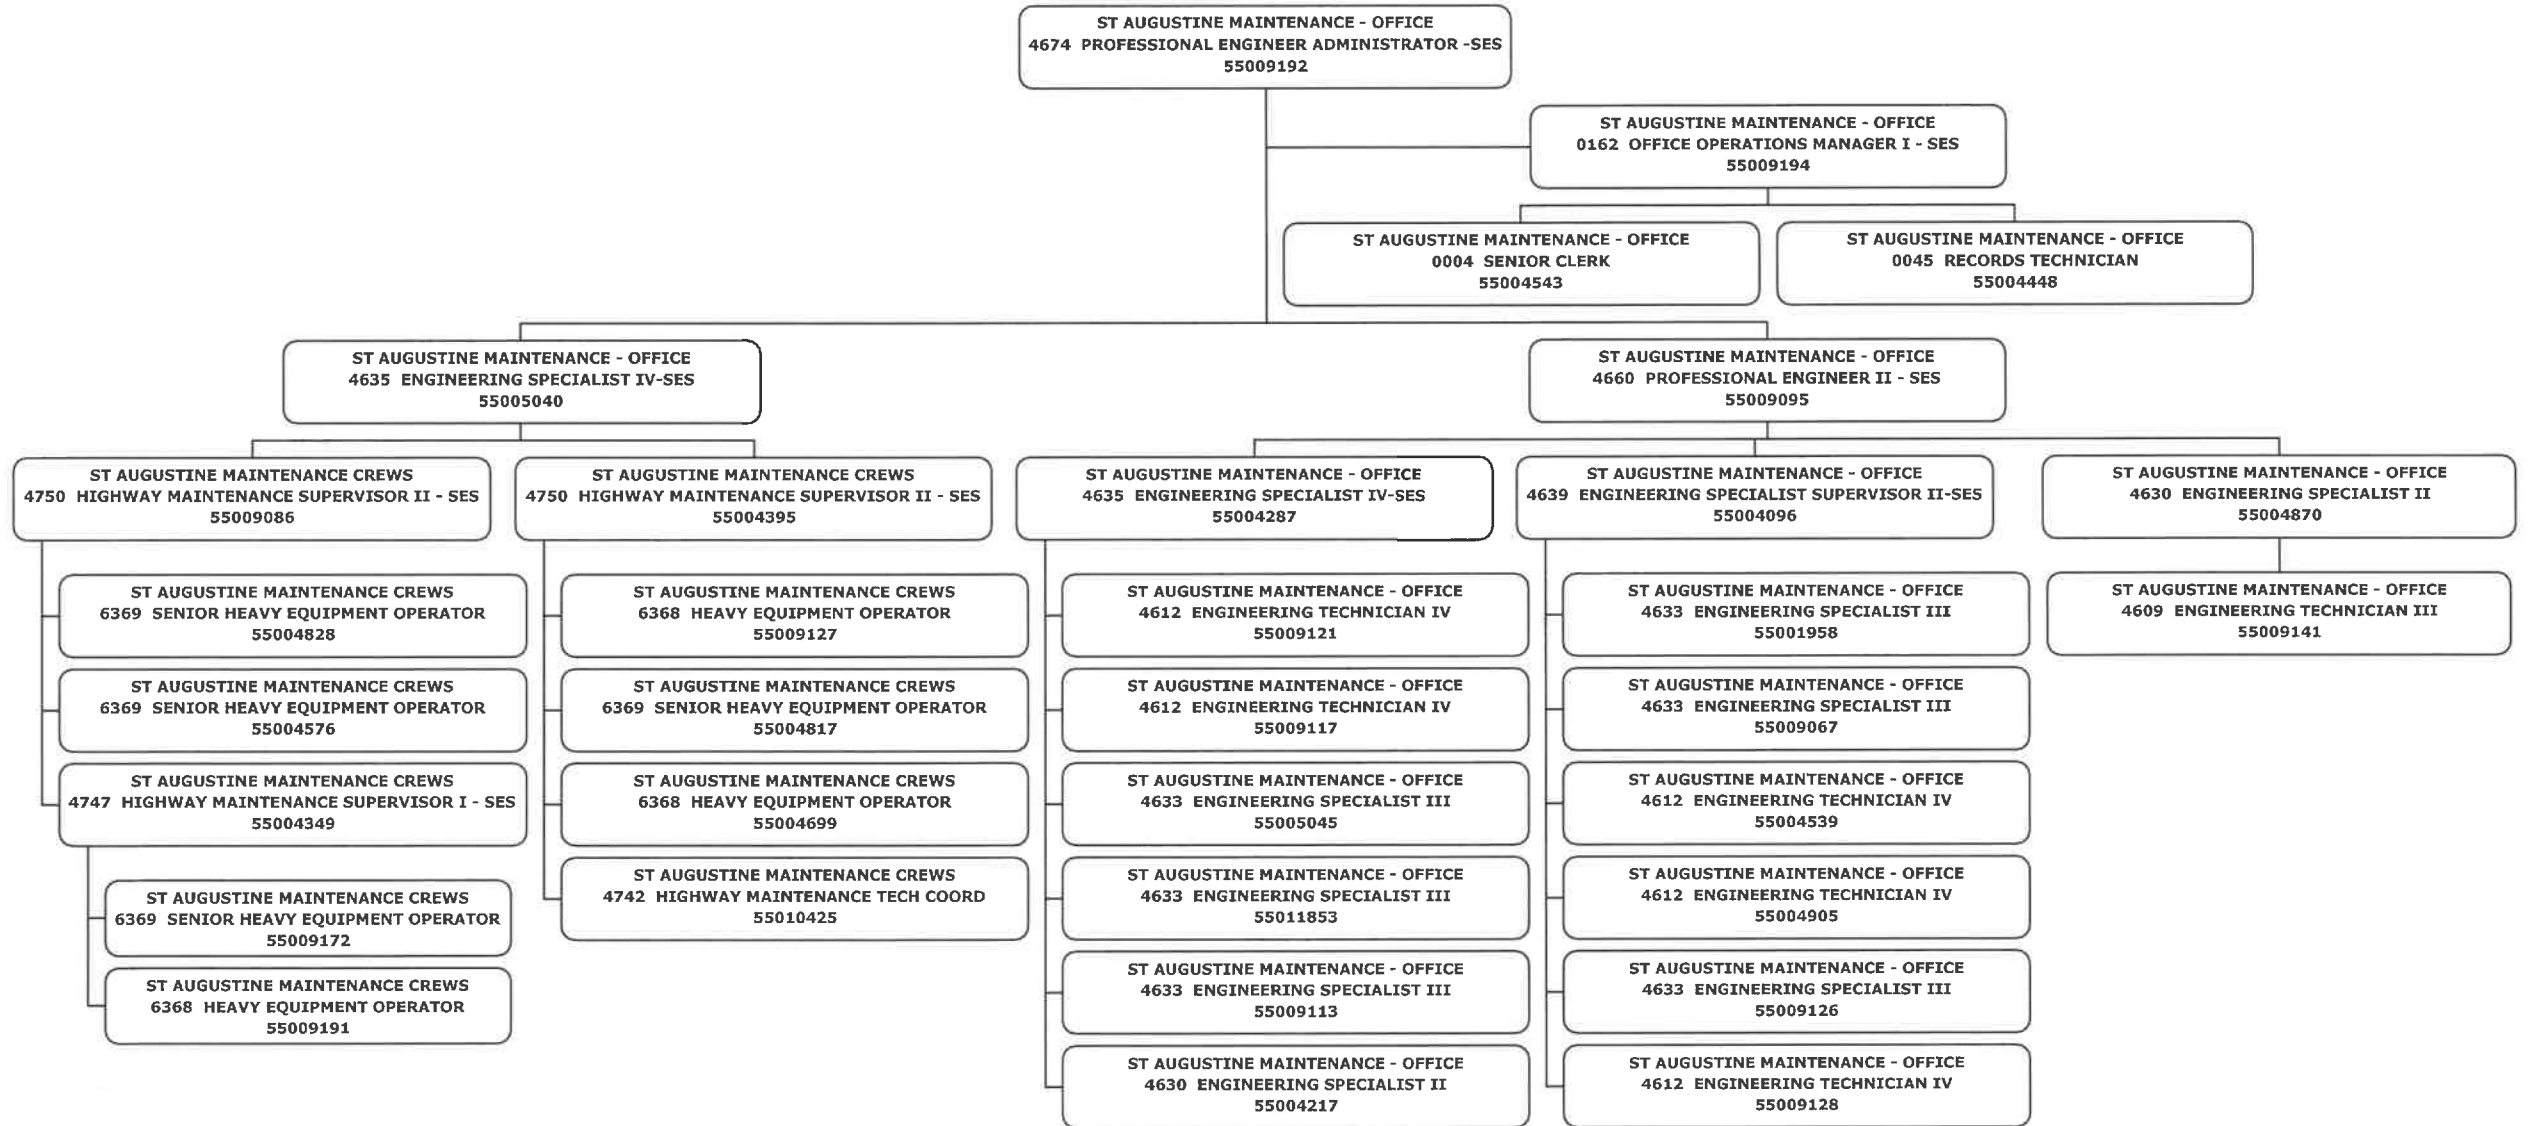 ST AUGUSTINE MAINTENANCE - OFFICE
4674 PROFESSIONAL ENGINEER ADMINISTRATOR -SES
55009192
ST AUGUSTINE MAINTENANCE - OFFICE
0162 OFFICE OPERATIONS MANAGER I - SES
55009194
ST AUGUSTINE MAINTENANCE - OFFICE
0004 SENIOR CLERK
55004543
ST AUGUSTINE MAINTENANCE - OFFICE
0045 RECORDS TECHNICIAN
55004448
ST AUGUSTINE MAINTENANCE - OFFICE
4635 ENGINEERING SPECIALIST IV-SES
55005040
ST AUGUSTINE MAINTENANCE - OFFICE
4660 PROFESSIONAL ENGINEER II - SES
55009095
ST AUGUSTINE MAINTENANCE CREWS
4750 HIGHWAY MAINTENANCE SUPERVISOR II - SES
55009086
ST AUGUSTINE MAINTENANCE CREWS
4750 HIGHWAY MAINTENANCE SUPERVISOR II - SES
55004395
ST AUGUSTINE MAINTENANCE - OFFICE
4635 ENGINEERING SPECIALIST IV-SES
55004287
ST AUGUSTINE MAINTENANCE - OFFICE
4639 ENGINEERING SPECIALIST SUPERVISOR II-SES
55004096
ST AUGUSTINE MAINTENANCE - OFFICE
4630 ENGINEERING SPECIALIST II
55004870
ST AUGUSTINE MAINTENANCE CREWS
6369 SENIOR HEAVY EQUIPMENT OPERATOR
55004828
ST AUGUSTINE MAINTENANCE CREWS
6369 SENIOR HEAVY EQUIPMENT OPERATOR
55004576
ST AUGUSTINE MAINTENANCE CREWS
4747 HIGHWAY MAINTENANCE SUPERVISOR I - SES
55004349
ST AUGUSTINE MAINTENANCE CREWS
6369 SENIOR HEAVY EQUIPMENT OPERATOR
55009172
ST AUGUSTINE MAINTENANCE CREWS
6368 HEAVY EQUIPMENT OPERATOR
55009191
ST AUGUSTINE MAINTENANCE CREWS
6368 HEAVY EQUIPMENT OPERATOR
55009127
ST AUGUSTINE MAINTENANCE CREWS
6369 SENIOR HEAVY EQUIPMENT OPERATOR
55004817
ST AUGUSTINE MAINTENANCE CREWS
6368 HEAVY EQUIPMENT OPERATOR
55004699
ST AUGUSTINE MAINTENANCE CREWS
4742 HIGHWAY MAINTENANCE TECH COORD
55010425
ST AUGUSTINE MAINTENANCE - OFFICE
4612 ENGINEERING TECHNICIAN IV
55009121
ST AUGUSTINE MAINTENANCE - OFFICE
4612 ENGINEERING TECHNICIAN IV
55009117
ST AUGUSTINE MAINTENANCE - OFFICE
4633 ENGINEERING SPECIALIST III
55005045
ST AUGUSTINE MAINTENANCE - OFFICE
4633 ENGINEERING SPECIALIST III
55011853
ST AUGUSTINE MAINTENANCE - OFFICE
4633 ENGINEERING SPECIALIST III
55009113
ST AUGUSTINE MAINTENANCE - OFFICE
4630 ENGINEERING SPECIALIST II
55004217
ST AUGUSTINE MAINTENANCE - OFFICE
4633 ENGINEERING SPECIALIST III
55001958
ST AUGUSTINE MAINTENANCE - OFFICE
4633 ENGINEERING SPECIALIST III
55009067
ST AUGUSTINE MAINTENANCE - OFFICE
4612 ENGINEERING TECHNICIAN IV
55004539
ST AUGUSTINE MAINTENANCE - OFFICE
4612 ENGINEERING TECHNICIAN IV
55004905
ST AUGUSTINE MAINTENANCE - OFFICE
4633 ENGINEERING SPECIALIST III
55009126
ST AUGUSTINE MAINTENANCE - OFFICE
4612 ENGINEERING TECHNICIAN IV
55009128
ST AUGUSTINE MAINTENANCE - OFFICE
4609 ENGINEERING TECHNICIAN III
55009141